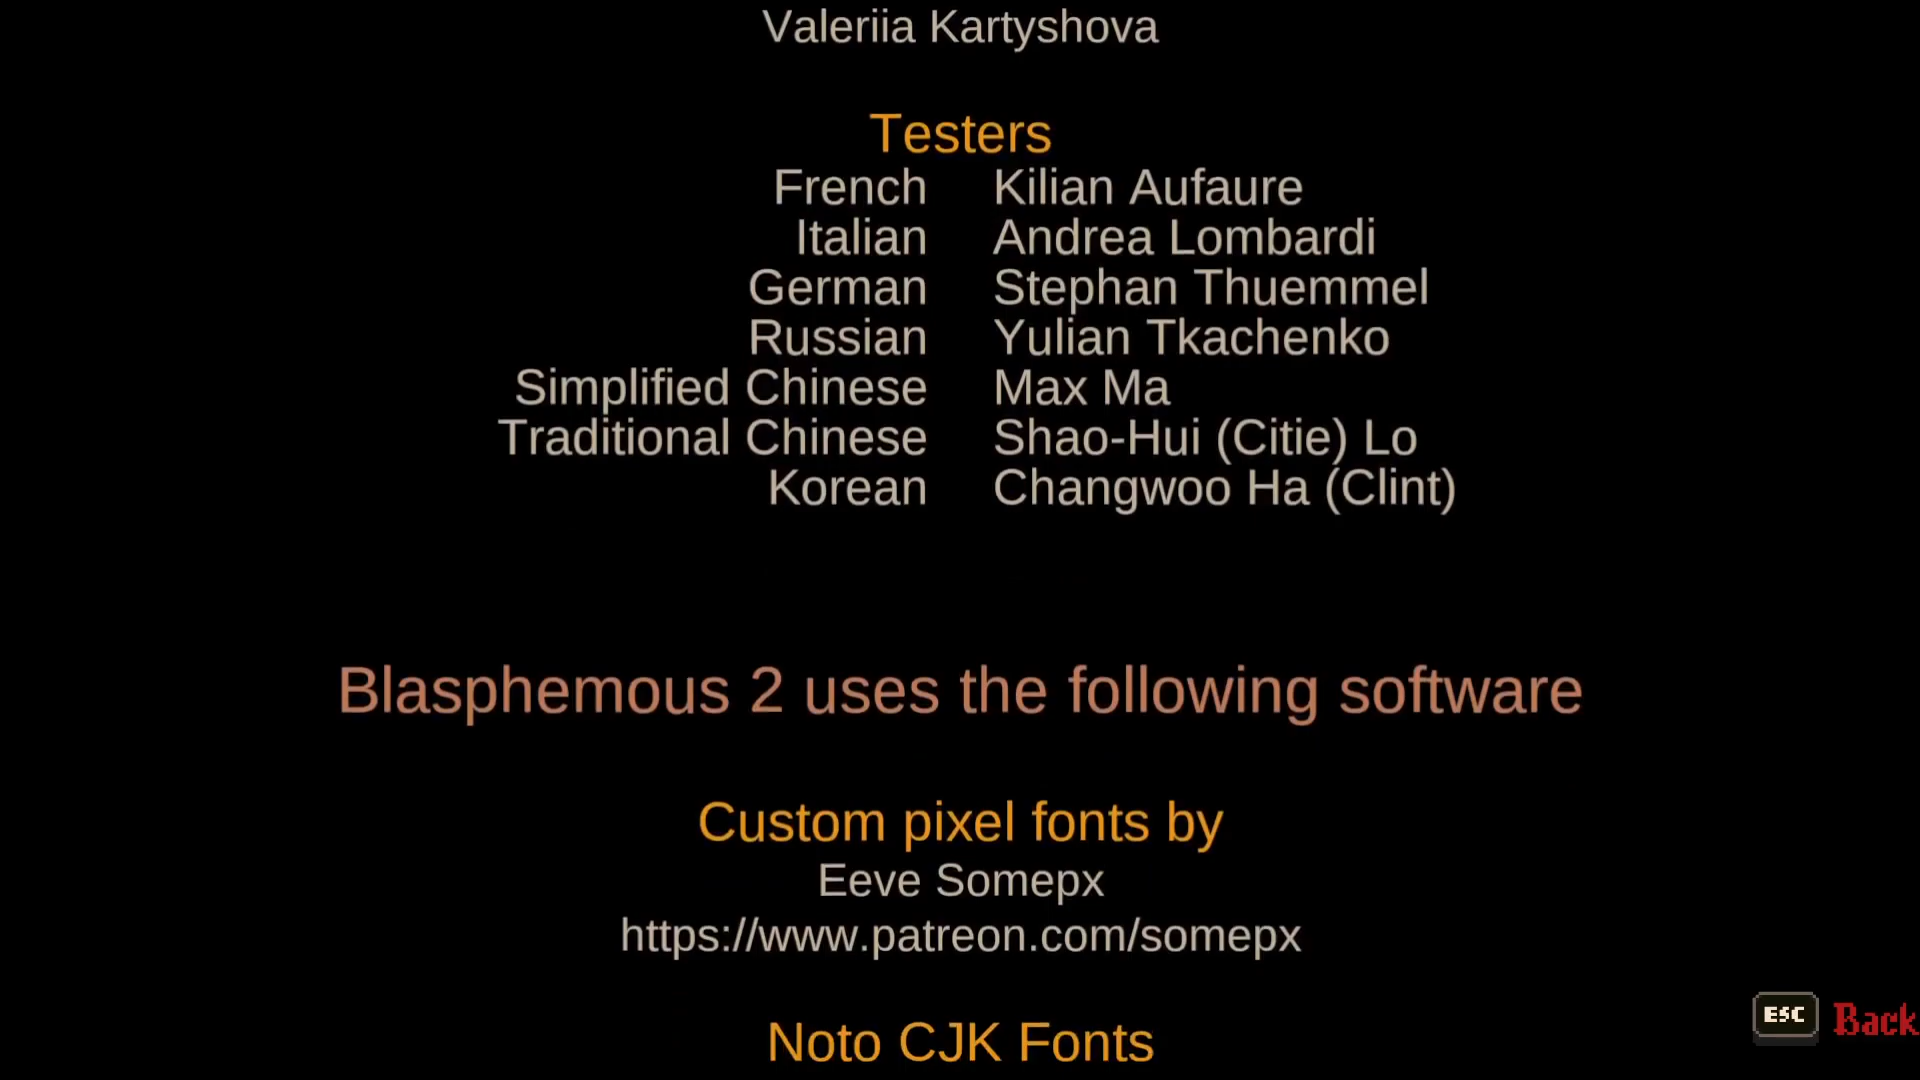 Valeriia Kartyshova
Testers
French Kilian Aufaure
Italian Andrea Lombardi
German Stephan Thuemmel
Russian Yulian Tkachenko
Simplified Chinese Max Ma
Traditional Chinese Shao-Hui (Citie) Lo
Korean Changwoo Ha (Clint)
Blasphemous 2 uses the following software
Custom pixel fonts by
Eeve Somepx
https://www.patreon.com/somepx
Noto CJK Fonts
ESC Back